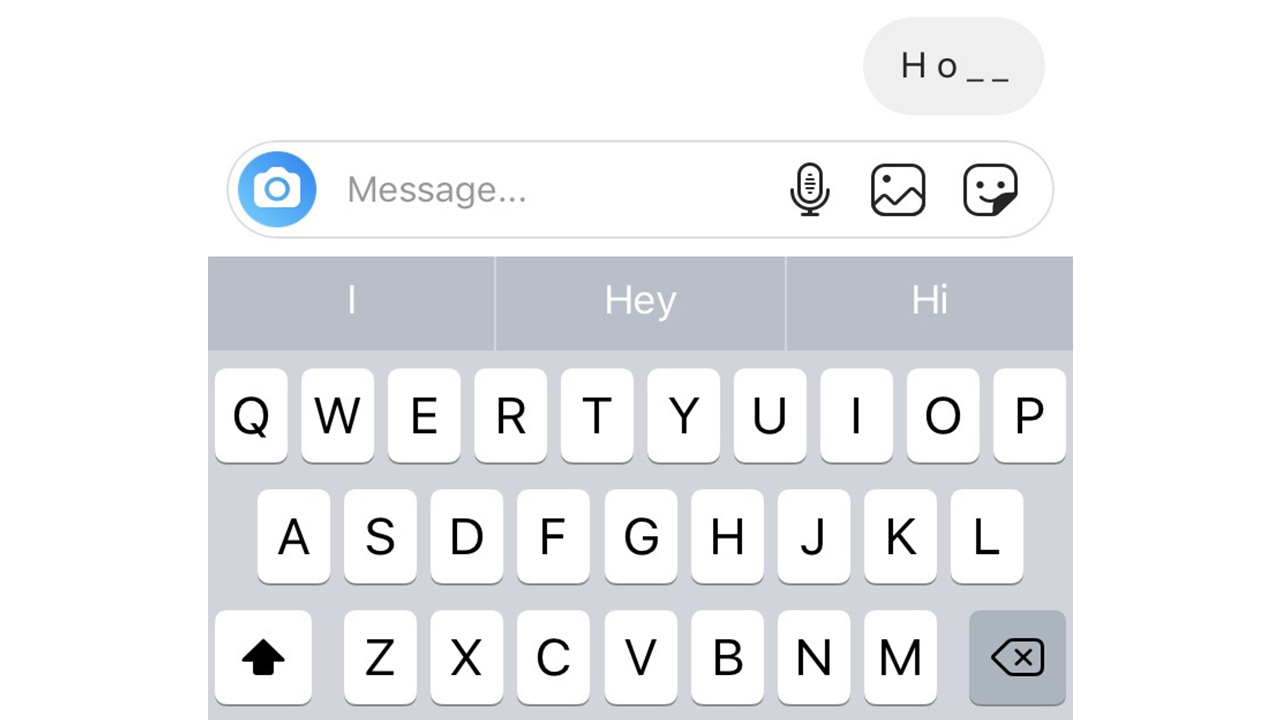 H o _ _
Message...
I Hey Hi
Q W E R T Y U I O P
A S D F G H J K L
Z X C V B N M